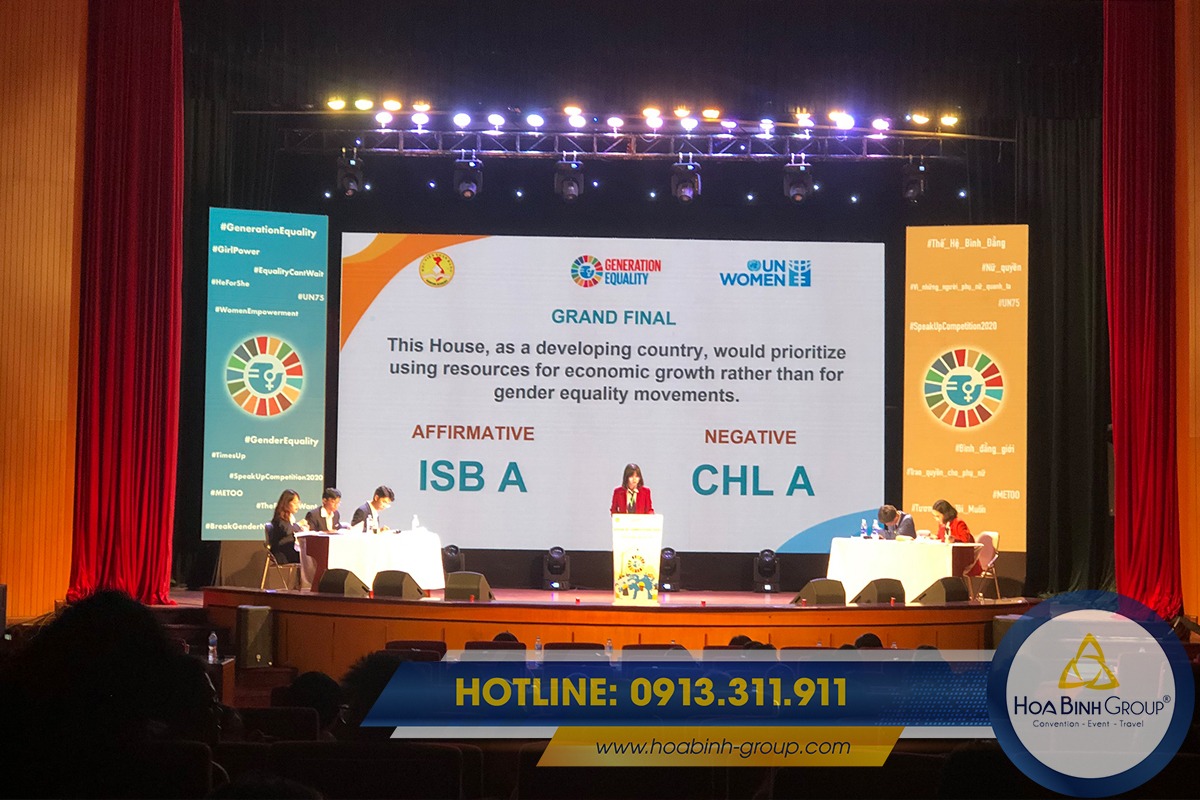 #GenerationEquality
#GirlPower
#EqualityCantWait
#HeForShe
#UN75
#WomenEmpowerment
#GenderEquality
#TimesUp
#SpeakUpCompetition2020
#METOO
GENERATION
EQUALITY
UN
WOMEN
GRAND FINAL
This House, as a developing country, would prioritize
using resources for economic growth rather than for
gender equality movements.
AFFIRMATIVE
NEGATIVE
ISB A
CHL A
#Thế_Hệ_Bình_Đẳng
#Nữ_quyền
#Vì_những_người_phụ_nữ_quanh_ta
#UN75
#SpeakUpCompetition2020
#Bình_đẳng_giới
#Trao_quyền_cho_phụ_nữ
#METOO
HOTLINE: 0913.311.911
www.hoabinh-group.com
HOA BINH GROUP®
Convention - Event - Travel